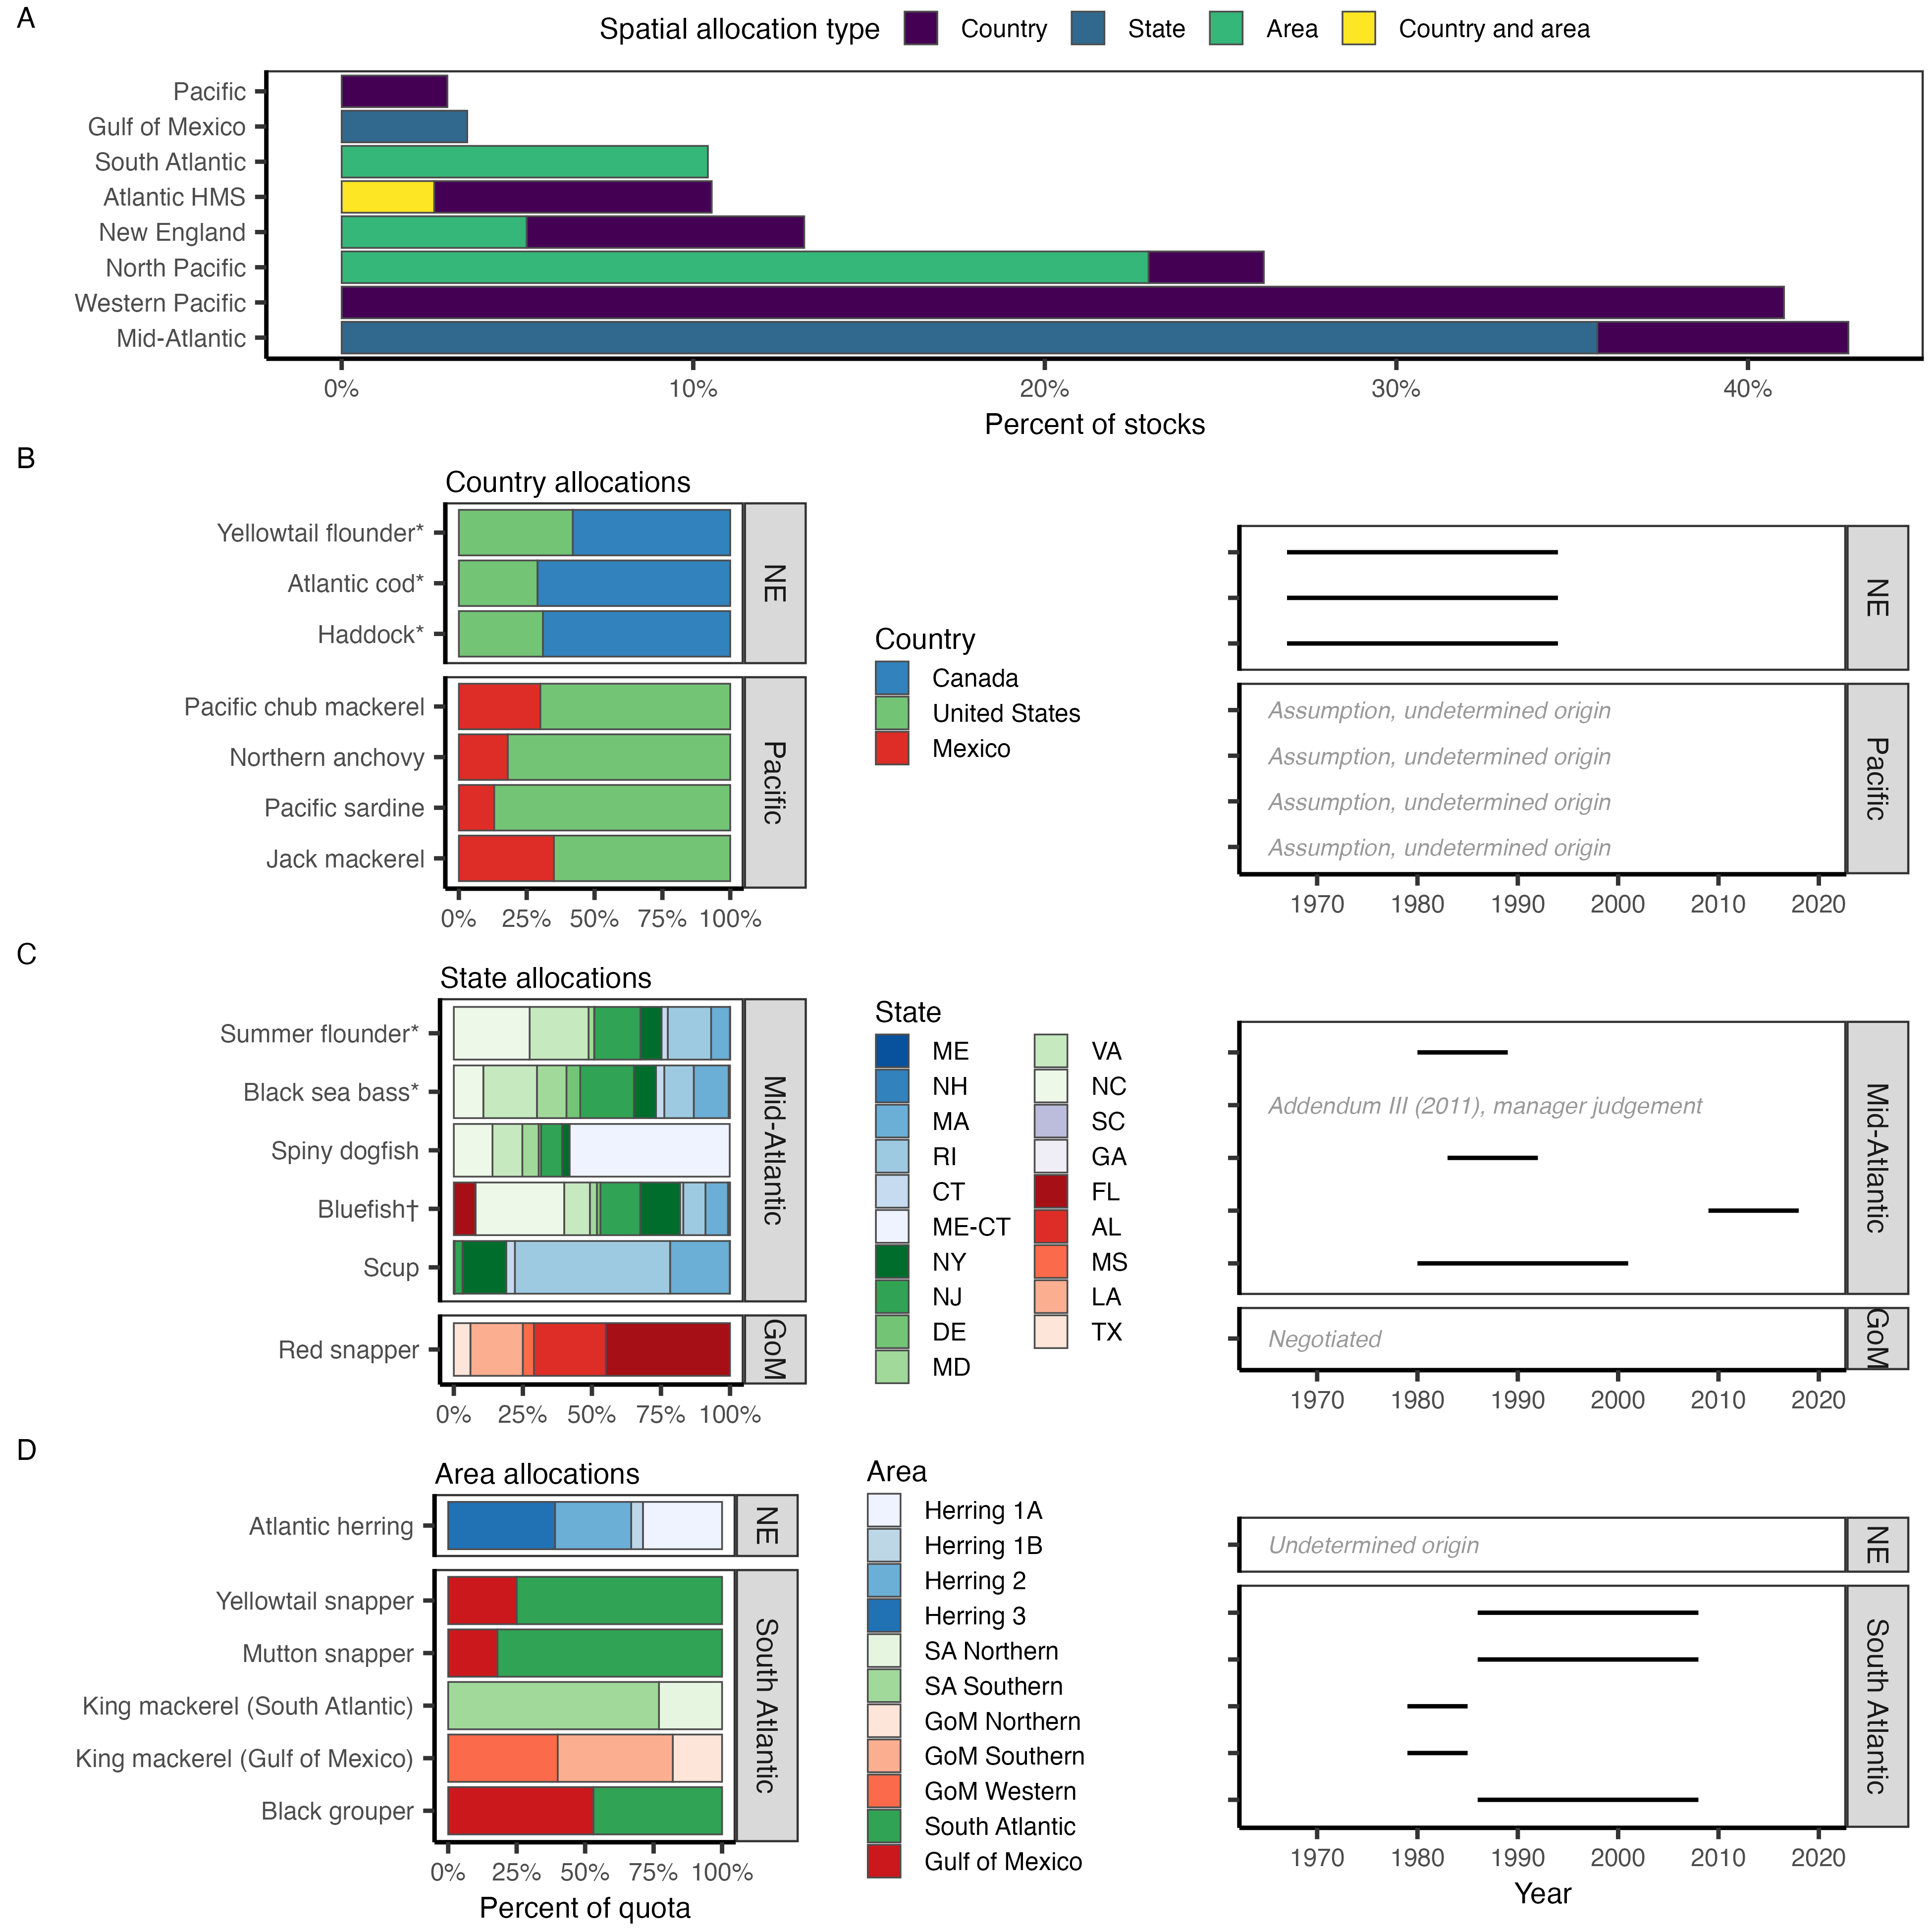 A
Spatial allocation type Country State Area Country and area
Pacific
Gulf of Mexico
South Atlantic
Atlantic HMS
New England
North Pacific
Western Pacific
Mid-Atlantic
0% 10% 20% 30% 40%
Percent of stocks
B
Country allocations
Yellowtail flounder*
Atlantic cod*
Haddock*
NE
Pacific chub mackerel
Northern anchovy
Pacific sardine
Jack mackerel
Pacific
0% 25% 50% 75% 100%
Country
Canada
United States
Mexico
NE
Assumption, undetermined origin
Assumption, undetermined origin
Assumption, undetermined origin
Assumption, undetermined origin
Pacific
1970 1980 1990 2000 2010 2020
C
State allocations
Summer flounder*
Black sea bass*
Spiny dogfish
Bluefish†
Scup
Mid-Atlantic
Red snapper
GoM
0% 25% 50% 75% 100%
State
ME
NH
MA
RI
CT
ME-CT
NY
NJ
DE
MD
VA
NC
SC
GA
FL
AL
MS
LA
TX
Addendum III (2011), manager judgement
Mid-Atlantic
Negotiated
GoM
1970 1980 1990 2000 2010 2020
D
Area allocations
Atlantic herring
NE
Yellowtail snapper
Mutton snapper
King mackerel (South Atlantic)
King mackerel (Gulf of Mexico)
Black grouper
South Atlantic
0% 25% 50% 75% 100%
Percent of quota
Area
Herring 1A
Herring 1B
Herring 2
Herring 3
SA Northern
SA Southern
GoM Northern
GoM Southern
GoM Western
South Atlantic
Gulf of Mexico
Undetermined origin
NE
South Atlantic
1970 1980 1990 2000 2010 2020
Year